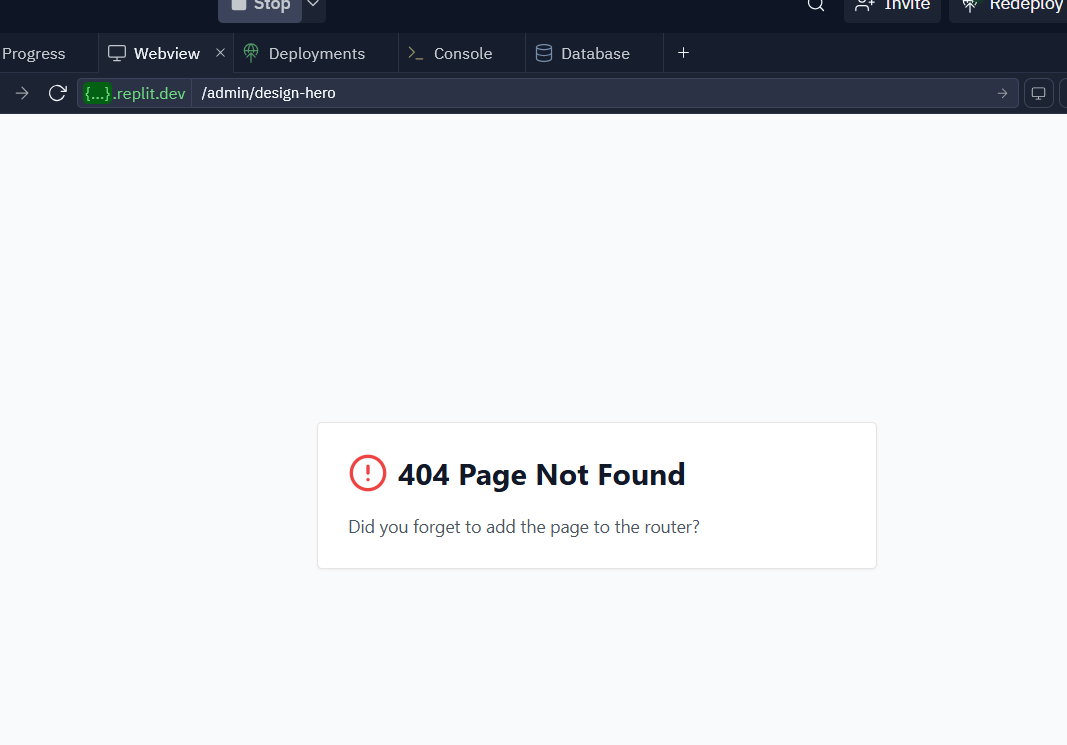 Stop
Invite
Redeploy
Progress
Webview
Deployments
Console
Database
{...}.replit.dev /admin/design-hero
404 Page Not Found
Did you forget to add the page to the router?